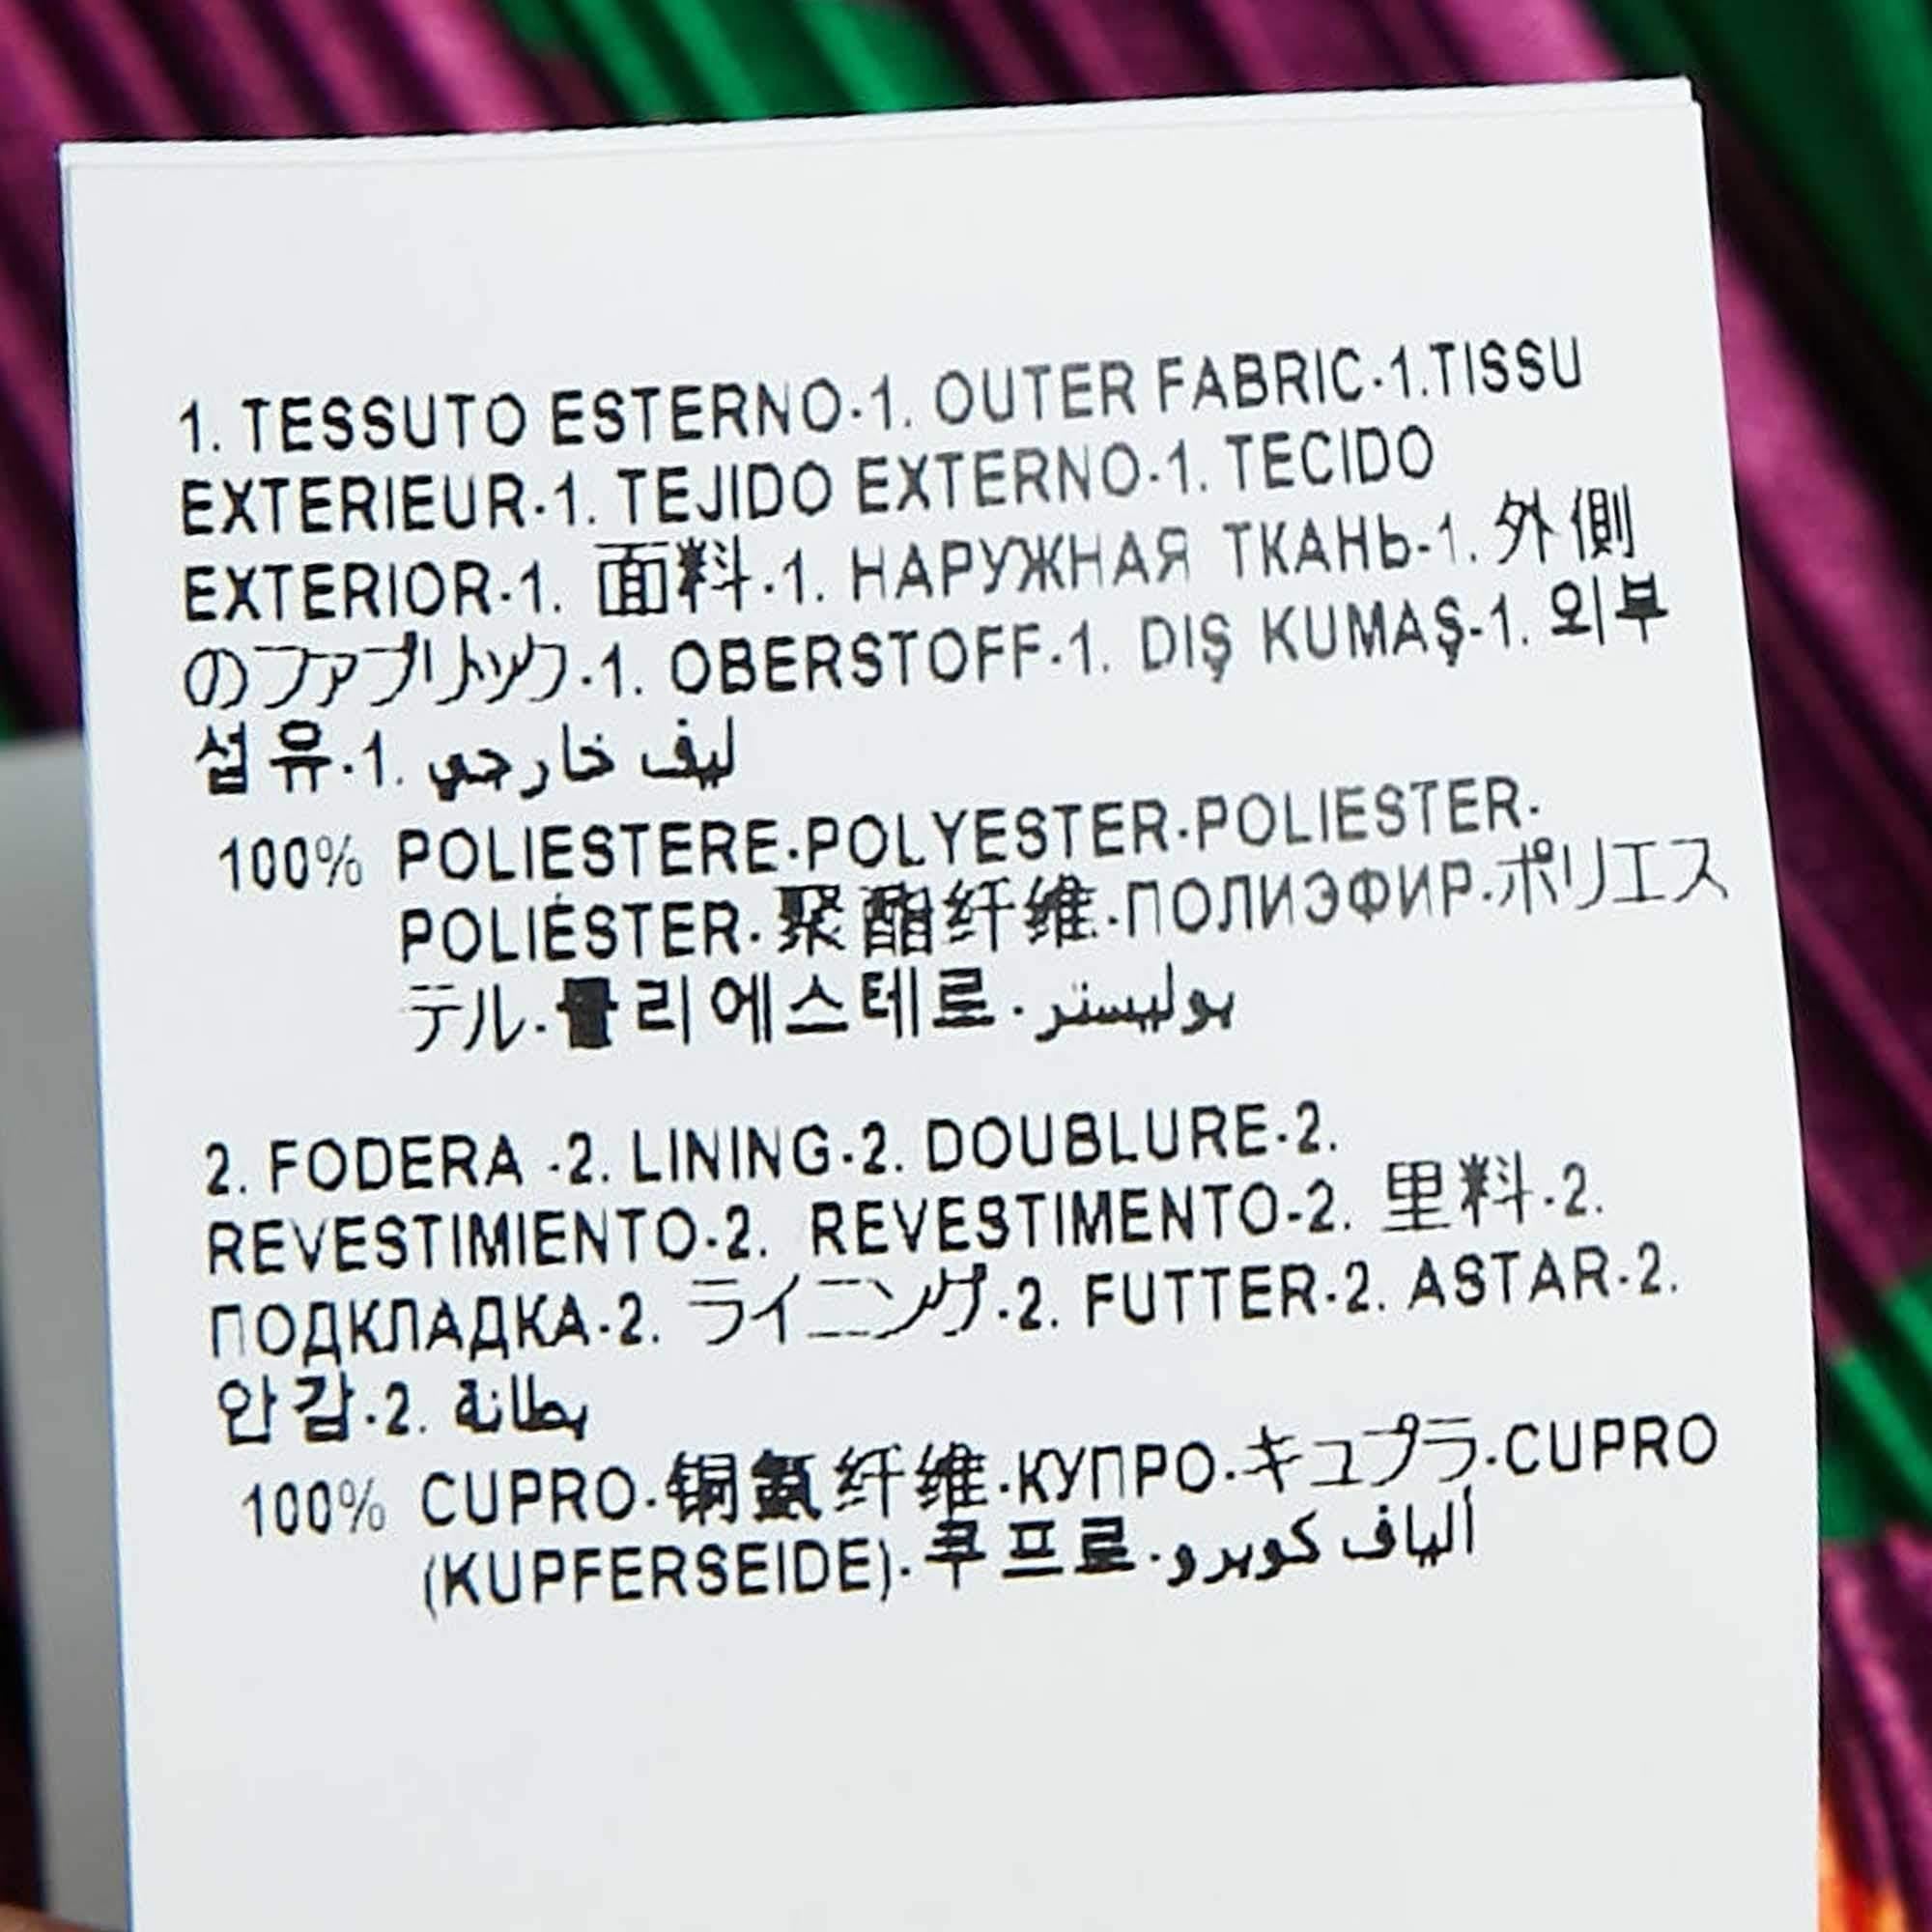 1. TESSUTO ESTERNO-1. OUTER FABRIC-1.TISSU
EXTERIEUR-1. TEJIDO EXTERNO-1. TECIDO
EXTERIOR-1. 面料-1. НАРУЖНАЯ ТКАНЬ-1. 外側
のファブリック-1. OBERSTOFF-1. DIŞ KUMAŞ-1. 외부
섬유-1. ليف خارجي
100% POLIESTERE-POLYESTER-POLIESTER-
POLIÉSTER-聚酯纤维-ПОЛИЭФИР-ポリエス
テル-폴리에스테르-بوليستر
2. FODERA -2. LINING-2. DOUBLURE-2.
REVESTIMIENTO-2. REVESTIMENTO-2. 里料-2.
ПОДКЛАДКА-2. ライニング-2. FUTTER-2. ASTAR-2.
안감-2. بطانة
100% CUPRO-铜氨纤维-КУПРО-キュプラ-CUPRO
(KUPFERSEIDE)-쿠프로-ألياف كوبرو